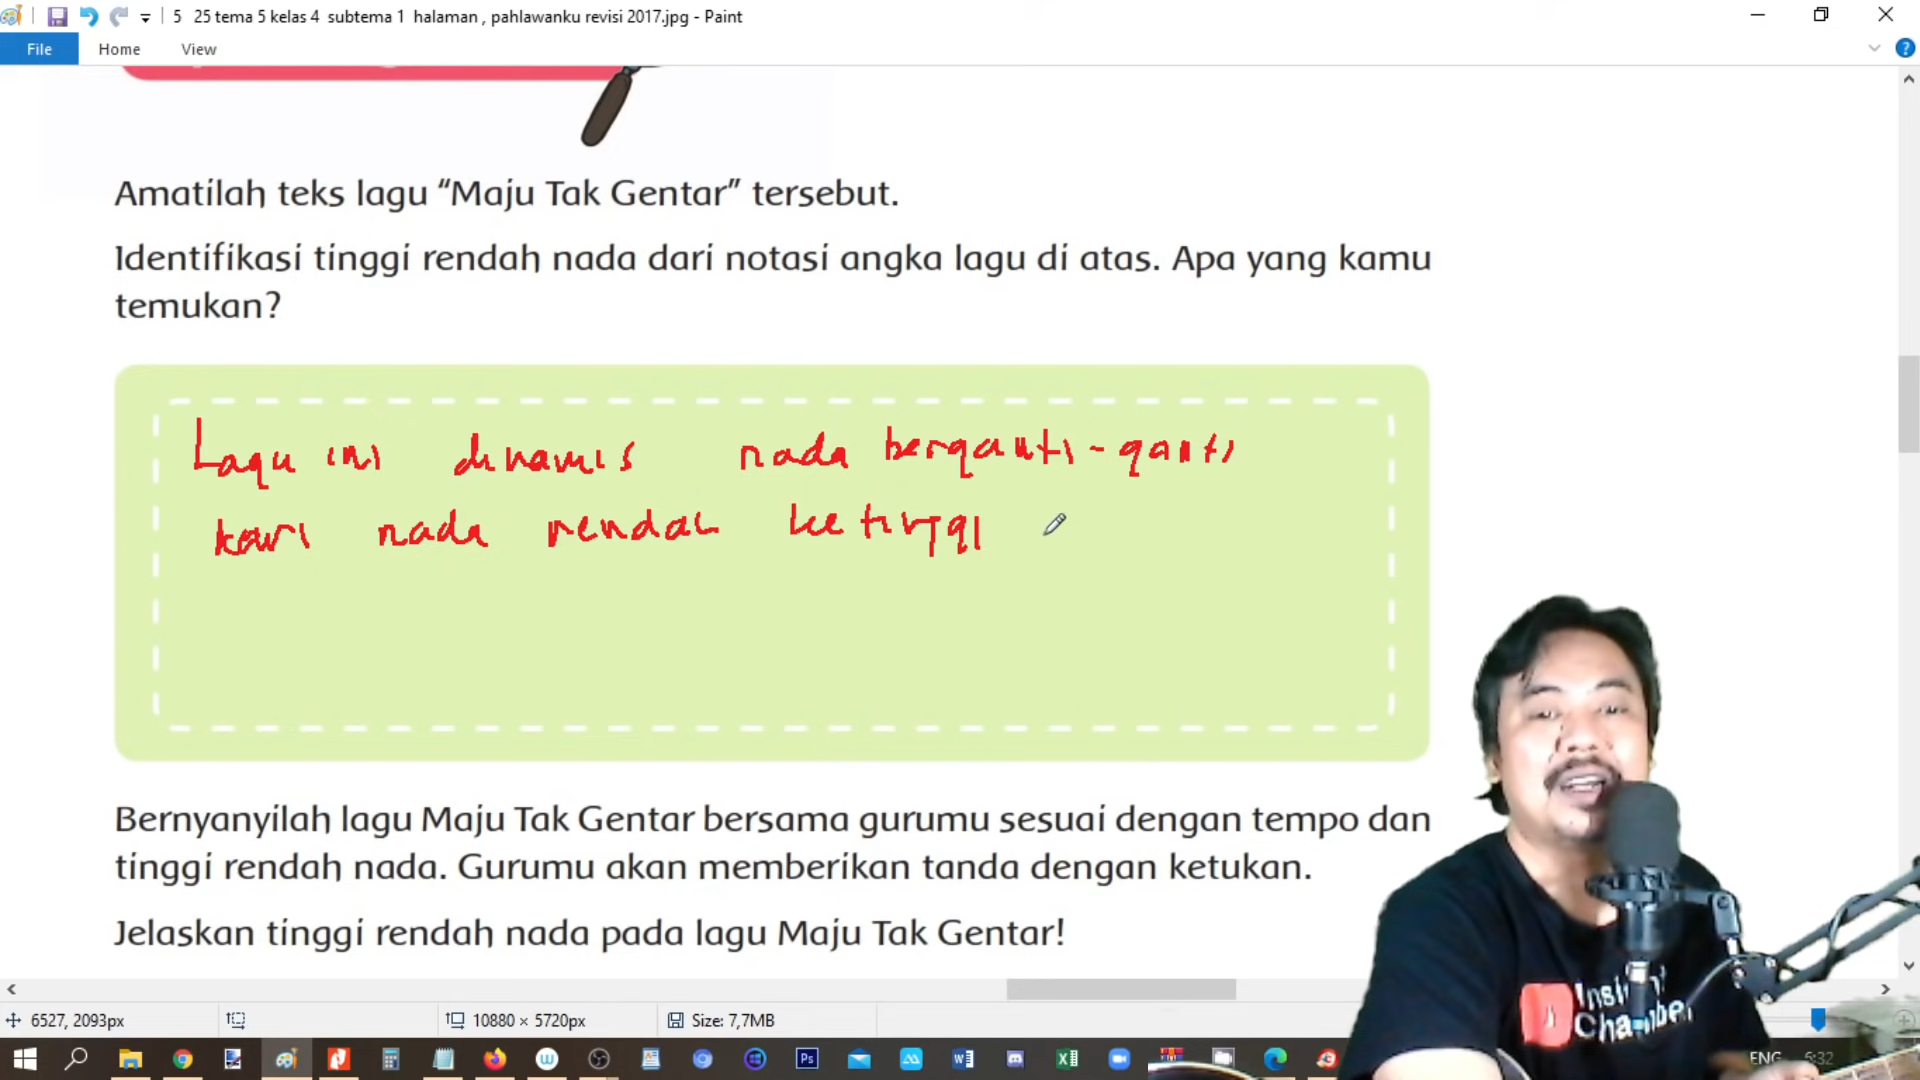 5 25 tema 5 kelas 4 subtema 1 halaman , pahlawanku revisi 2017.jpg - Paint
File Home View
Amatilah teks lagu “Maju Tak Gentar” tersebut.
Identifikasi tinggi rendah nada dari notasi angka lagu di atas. Apa yang kamu
temukan?
Lagu ini dinamis nada berganti-ganti
nada rendah ketinggi
Bernyanyilah lagu Maju Tak Gentar bersama gurumu sesuai dengan tempo dan
tinggi rendah nada. Gurumu akan memberikan tanda dengan ketukan.
Jelaskan tinggi rendah nada pada lagu Maju Tak Gentar!
6527, 2093px 10880 × 5720px Size: 7,7MB
Ps
ENG 5:32